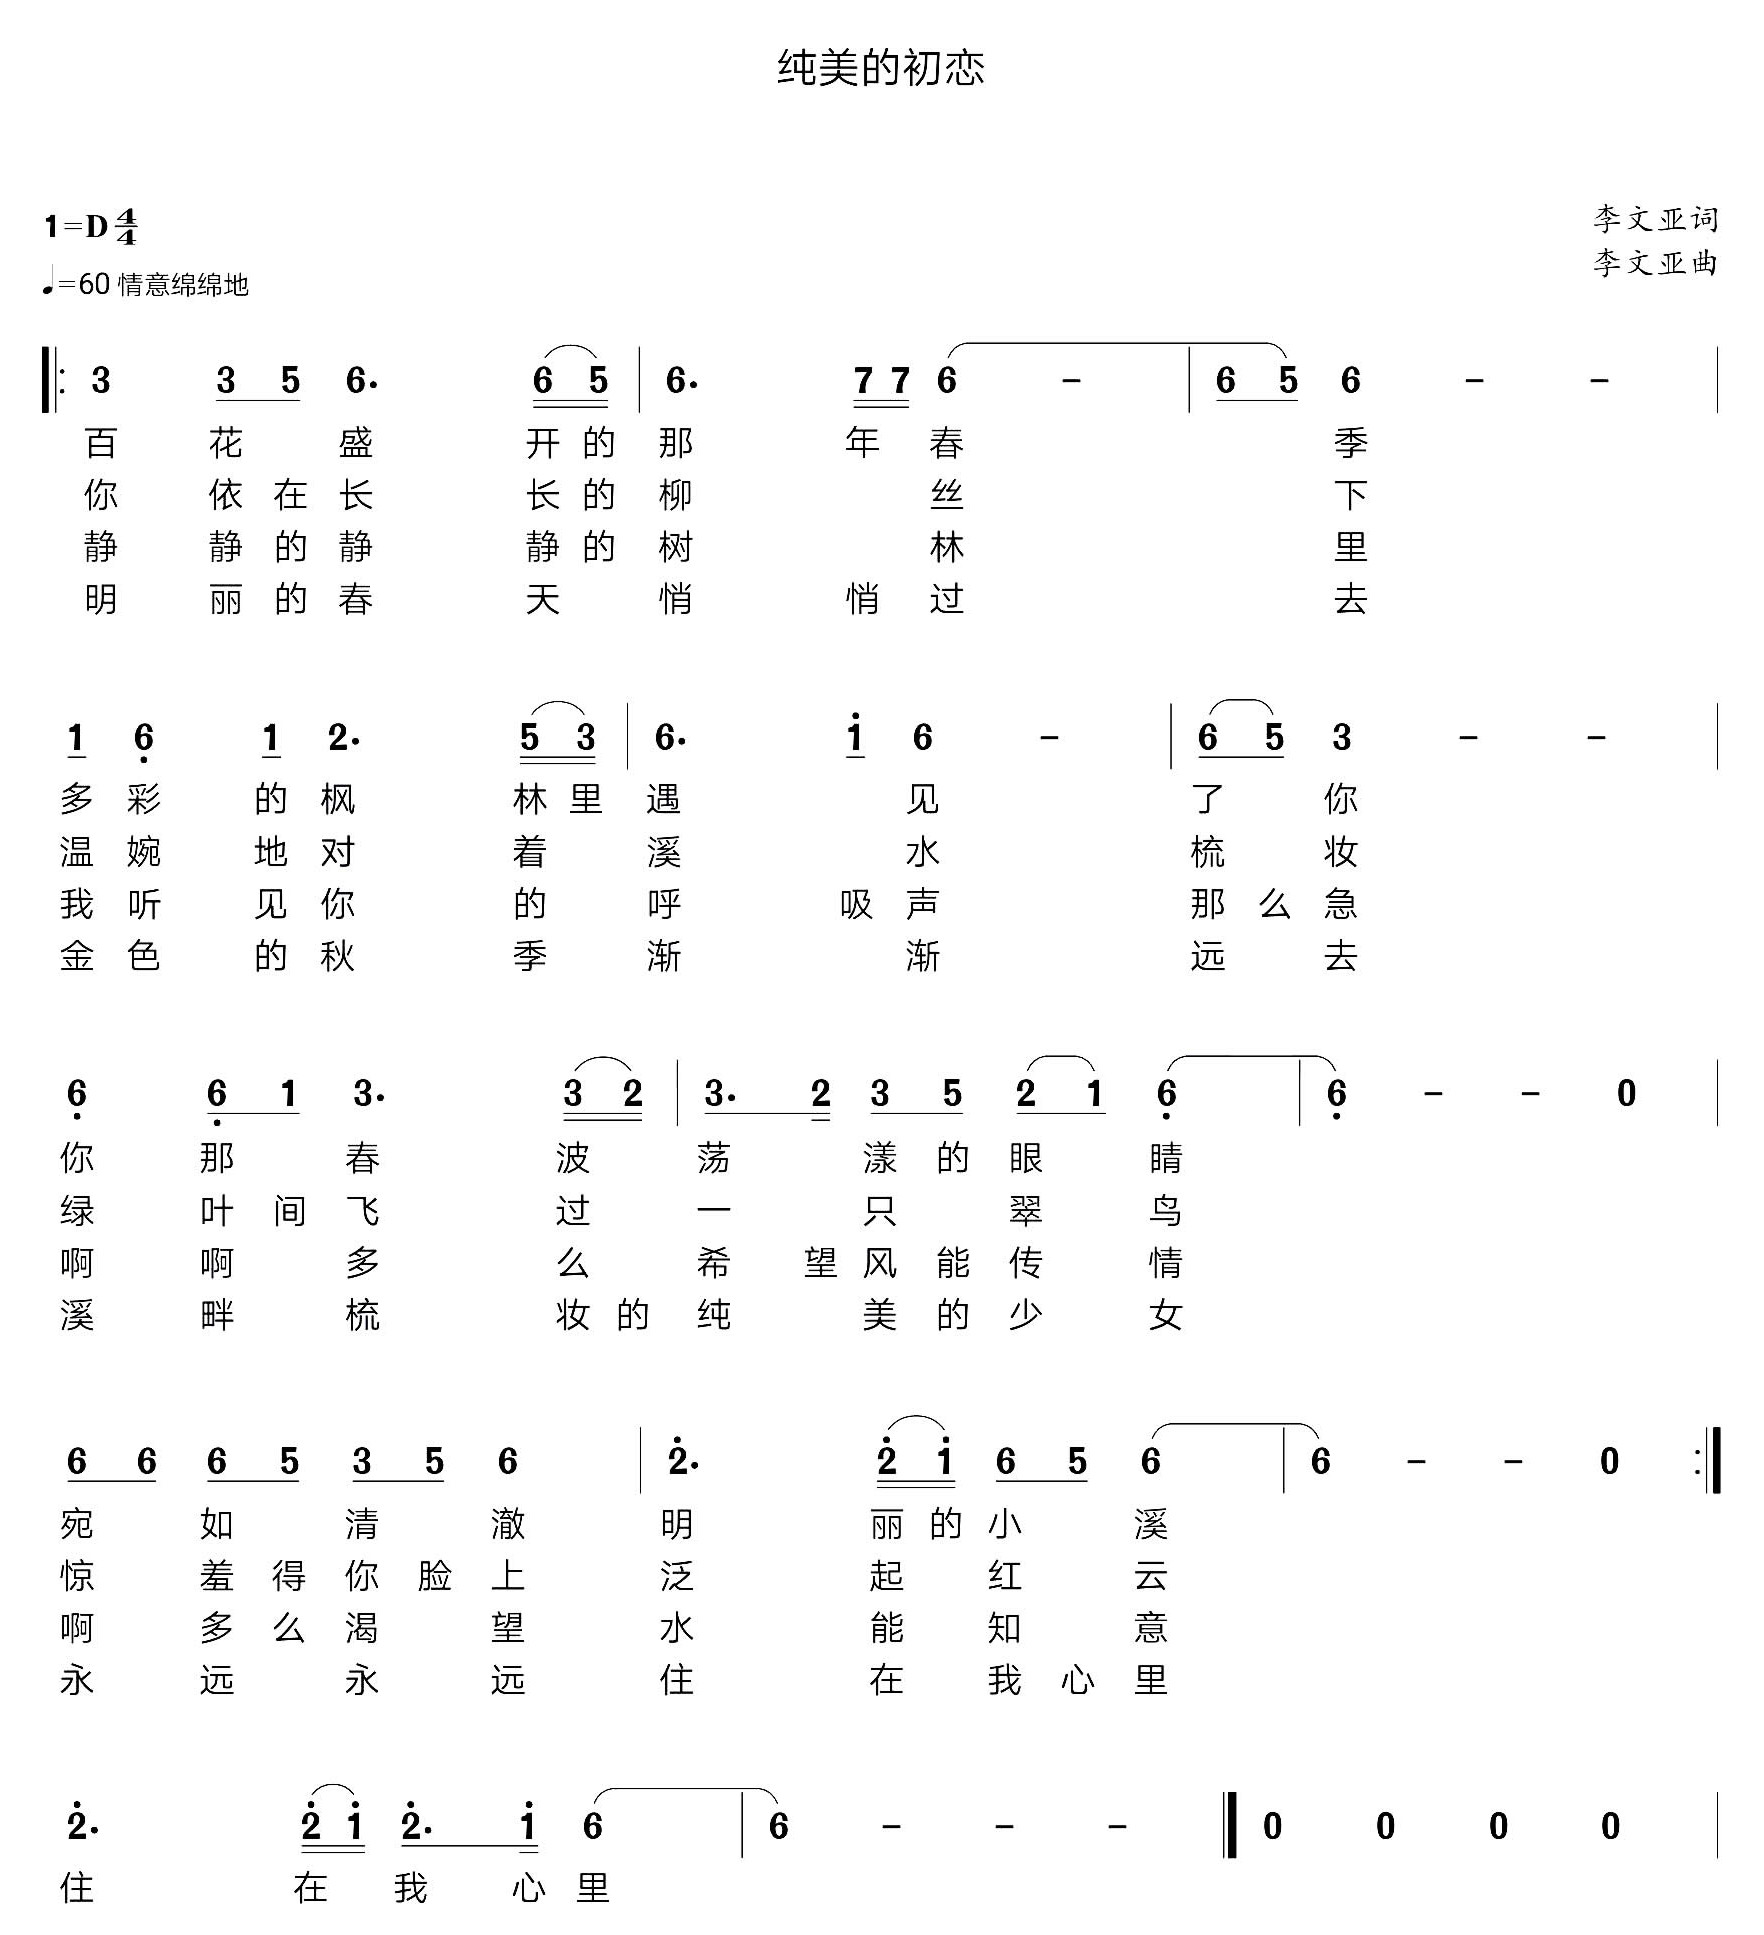 纯美的初恋
1=D 4/4
李文亚词
♩=60 情意绵绵地
李文亚曲
3 3 5 6. 6 5 | 6. 7 7 6 - | 6 5 6 - - |
百 花 盛 开 的 那 年 春 季
你 依 在 长 长 的 柳 丝 下
静 静 的 静 静 的 树 林 里
明 丽 的 春 天 悄 悄 过 去
1 6 1 2. 5 3 | 6. 1 6 - | 6 5 3 - - |
多 彩 的 枫 林 里 遇 见 了 你
温 婉 地 对 着 溪 水 梳 妆
我 听 见 你 的 呼 吸 声 那 么 急
金 色 的 秋 季 渐 渐 远 去
6 6 1 3. 3 2 | 3. 2 3 5 2 1 6 | 6 - - 0 |
你 那 春 波 荡 漾 的 眼 睛
绿 叶 间 飞 过 一 只 翠 鸟
啊 啊 多 么 希 望 风 能 传 情
溪 畔 梳 妆 的 纯 美 的 少 女
6 6 6 5 3 5 6 | 2. 2 1 6 5 6 | 6 - - 0 :|
宛 如 清 澈 明 丽 的 小 溪
惊 羞 得 你 脸 上 泛 起 红 云
啊 多 么 渴 望 水 能 知 意
永 远 永 远 住 在 我 心 里
2. 2 1 2. 1 6 | 6 - - - | 0 0 0 0 |
住 在 我 心 里